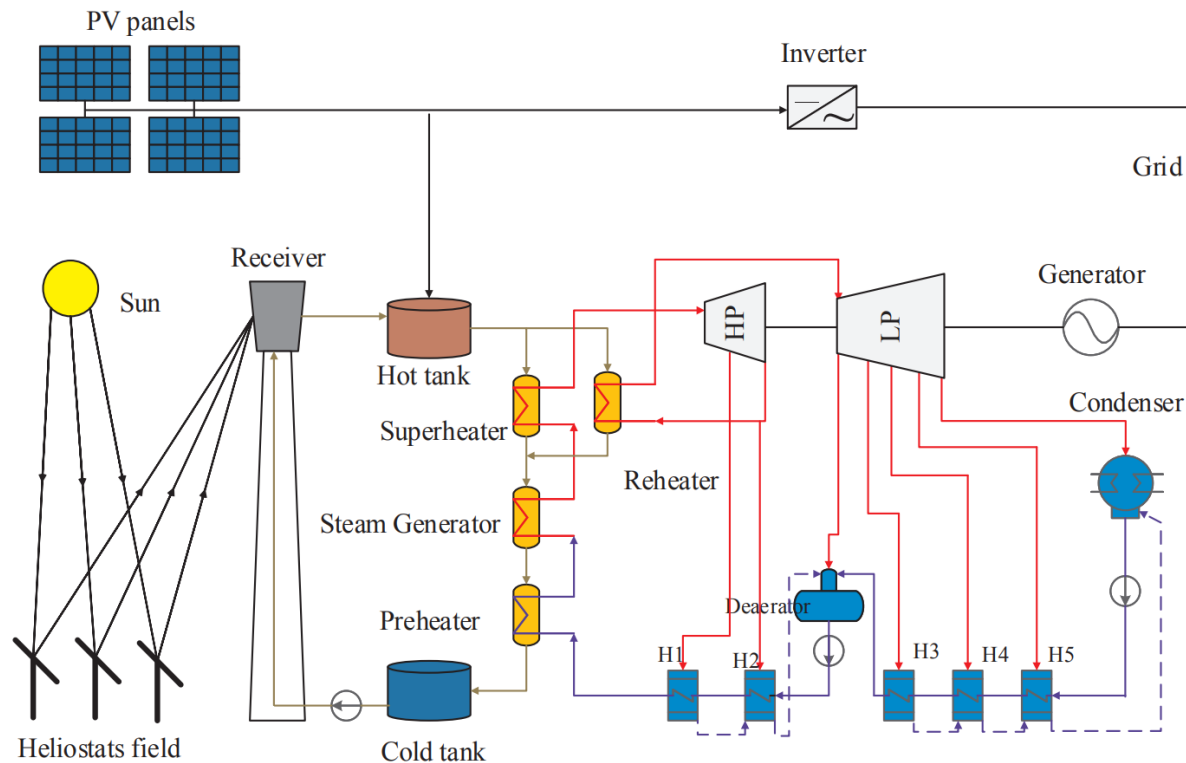 PV panels
Inverter
Grid
Receiver
Sun
Generator
HP
LP
Hot tank
Condenser
Superheater
Reheater
Steam Generator
Deaerator
Preheater
H1
H2
H3
H4
H5
Heliostats field
Cold tank